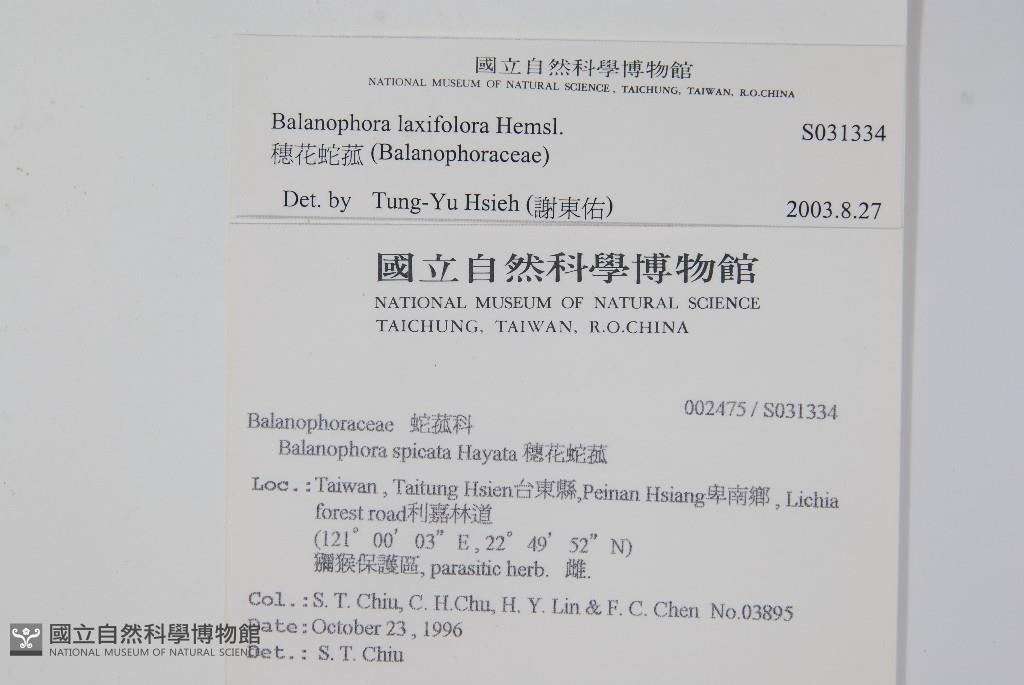 國立自然科學博物館
NATIONAL MUSEUM OF NATURAL SCIENCE, TAICHUNG, TAIWAN, R.O.CHINA
Balanophora laxifolora Hemsl. S031334
穗花蛇菰 (Balanophoraceae)
Det. by Tung-Yu Hsieh (謝東佑) 2003.8.27
國立自然科學博物館
NATIONAL MUSEUM OF NATURAL SCIENCE
TAICHUNG, TAIWAN, R.O.CHINA
002475 / S031334
Balanophoraceae 蛇菰科
Balanophora spicata Hayata 穗花蛇菰
Loc.: Taiwan , Taitung Hsien台東縣,Peinan Hsiang卑南鄉 , Lichia
forest road利嘉林道
(121° 00' 03" E , 22° 49' 52" N)
獼猴保護區, parasitic herb. 雌.
Col.: S. T. Chiu, C. H.Chu, H. Y. Lin & F. C. Chen No.03895
Date: October 23 , 1996
Det.: S. T. Chiu
國立自然科學博物館
NATIONAL MUSEUM OF NATURAL SCIENCE